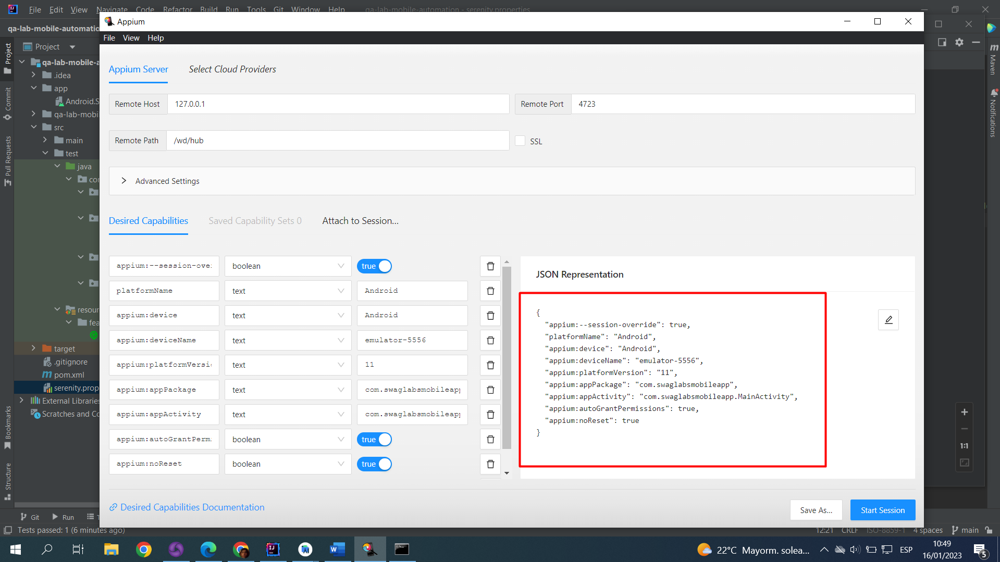 File Edit View Navigate Code Refactor Build Run Tools Git Window Help qa-lab-mobile-automation - serenity.properties
qa-lab-mobile-automatio
Appium
File View Help
Project
Project
Commit
Pull Requests
Bookmarks
Structure
qa-lab-mobile-a
.idea
app
Android.S
qa-lab-mobil
src
main
test
java
co
resour
fea
target
.gitignore
pom.xml
serenity.prop
External Libraries
Scratches and Co
Appium Server
Select Cloud Providers
Remote Host 127.0.0.1
Remote Port 4723
Remote Path /wd/hub
SSL
Advanced Settings
Desired Capabilities
Saved Capability Sets 0
Attach to Session...
appium:--session-over boolean true
platformName text Android
appium:device text Android
appium:deviceName text emulator-5556
appium:platformVersi text 11
appium:appPackage text com.swaglabsmobileapp
appium:appActivity text com.swaglabsmobileapp
appium:autoGrantPerm boolean true
appium:noReset boolean true
JSON Representation
{
"appium:--session-override": true,
"platformName": "Android",
"appium:device": "Android",
"appium:deviceName": "emulator-5556",
"appium:platformVersion": "11",
"appium:appPackage": "com.swaglabsmobileapp",
"appium:appActivity": "com.swaglabsmobileapp.MainActivity",
"appium:autoGrantPermissions": true,
"appium:noReset": true
}
Desired Capabilities Documentation
Save As...
Start Session
Maven
Notifications
1:1
Git Run T
Tests passed: 1 (6 minutes ago)
12:21 CRLF ISO-8859-1 4 spaces main
22°C Mayorm. solea...
ESP
10:49
16/01/2023
5